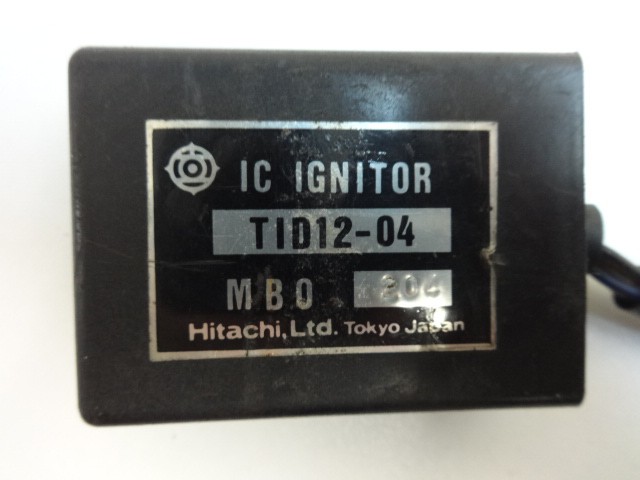 IC IGNITOR
TID12-04
MBO
Hitachi, Ltd. Tokyo Japan